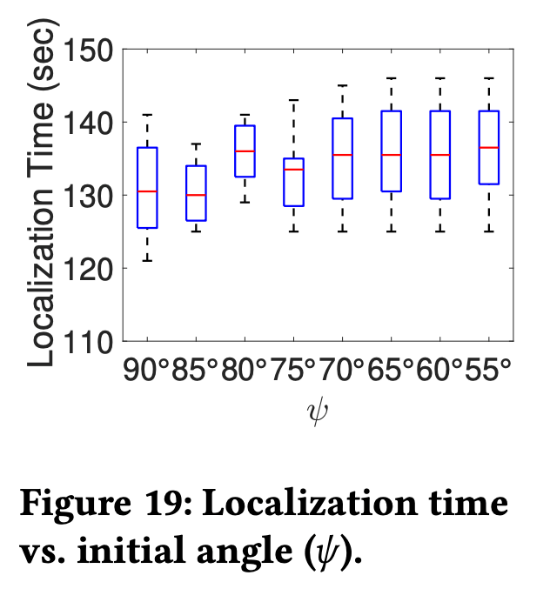 Localization Time (sec)
150
140
130
120
110
90° 85° 80° 75° 70° 65° 60° 55°
ψ
Figure 19: Localization time
vs. initial angle (ψ).